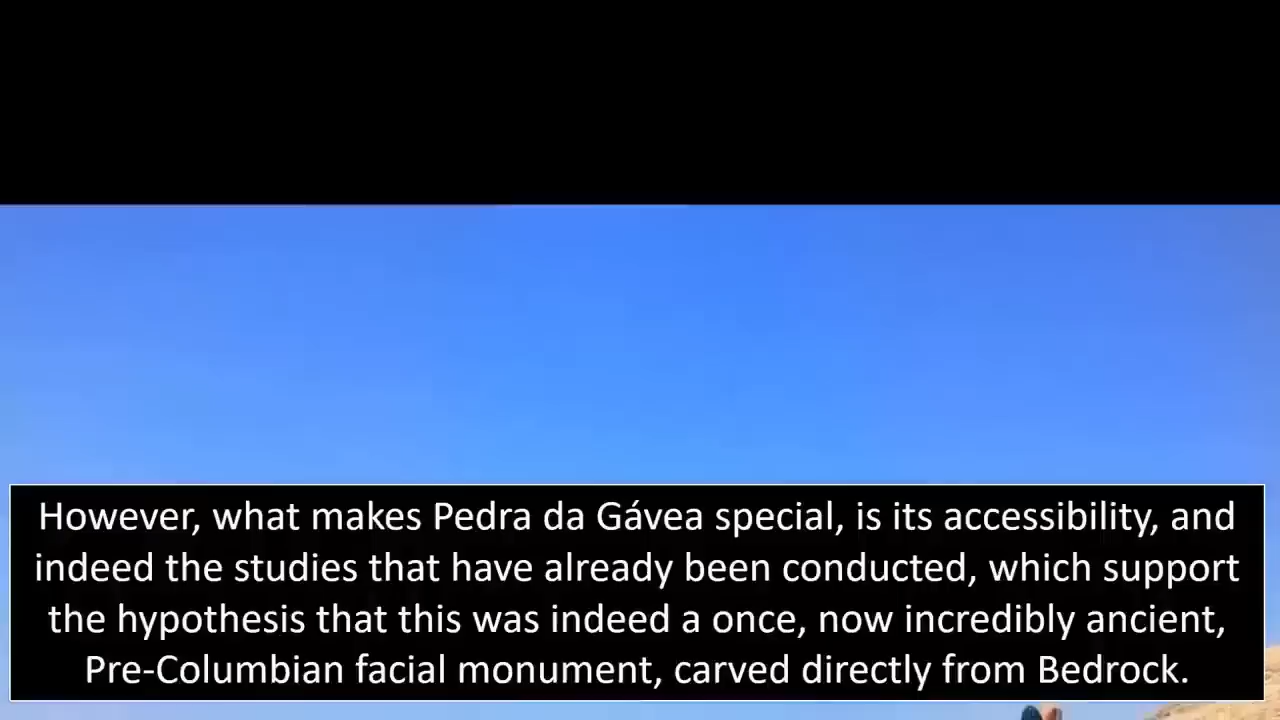 However, what makes Pedra da Gávea special, is its accessibility, and
indeed the studies that have already been conducted, which support
the hypothesis that this was indeed a once, now incredibly ancient,
Pre-Columbian facial monument, carved directly from Bedrock.